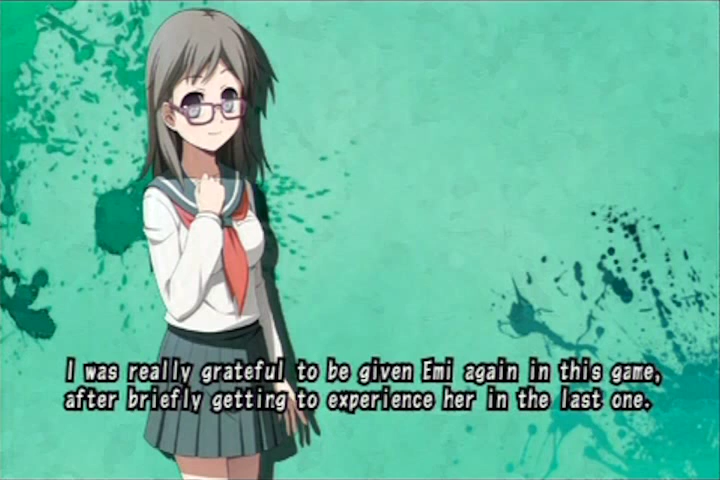 I was really grateful to be given Emi again in this game,
after briefly getting to experience her in the last one.